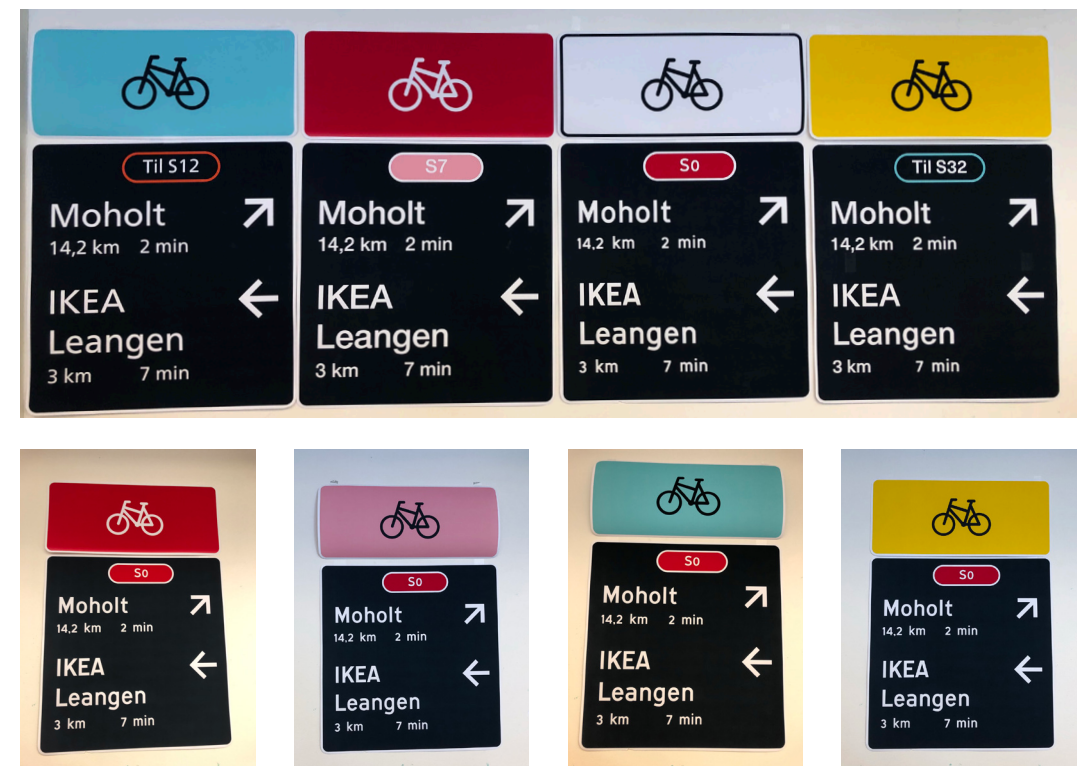 Til S12
Moholt
14,2 km 2 min
IKEA
Leangen
3 km 7 min
S7
Moholt
14,2 km 2 min
IKEA
Leangen
3 km 7 min
S0
Moholt
14,2 km 2 min
IKEA
Leangen
3 km 7 min
Til S32
Moholt
14,2 km 2 min
IKEA
Leangen
3 km 7 min
S0
Moholt
14,2 km 2 min
IKEA
Leangen
3 km 7 min
S0
Moholt
14,2 km 2 min
IKEA
Leangen
3 km 7 min
S0
Moholt
14,2 km 2 min
IKEA
Leangen
3 km 7 min
S0
Moholt
14,2 km 2 min
IKEA
Leangen
3 km 7 min